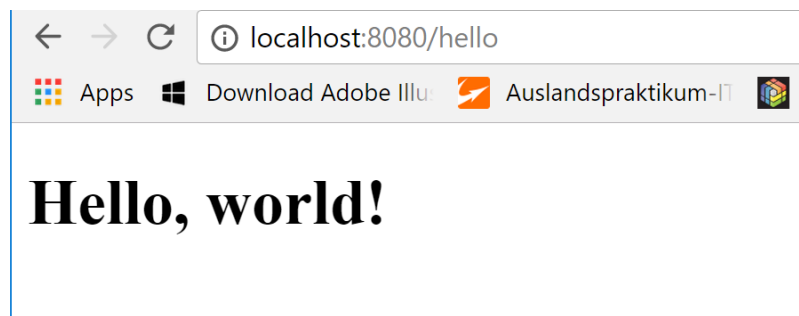 localhost:8080/hello
Apps Download Adobe Illu Auslandspraktikum-IT
Hello, world!